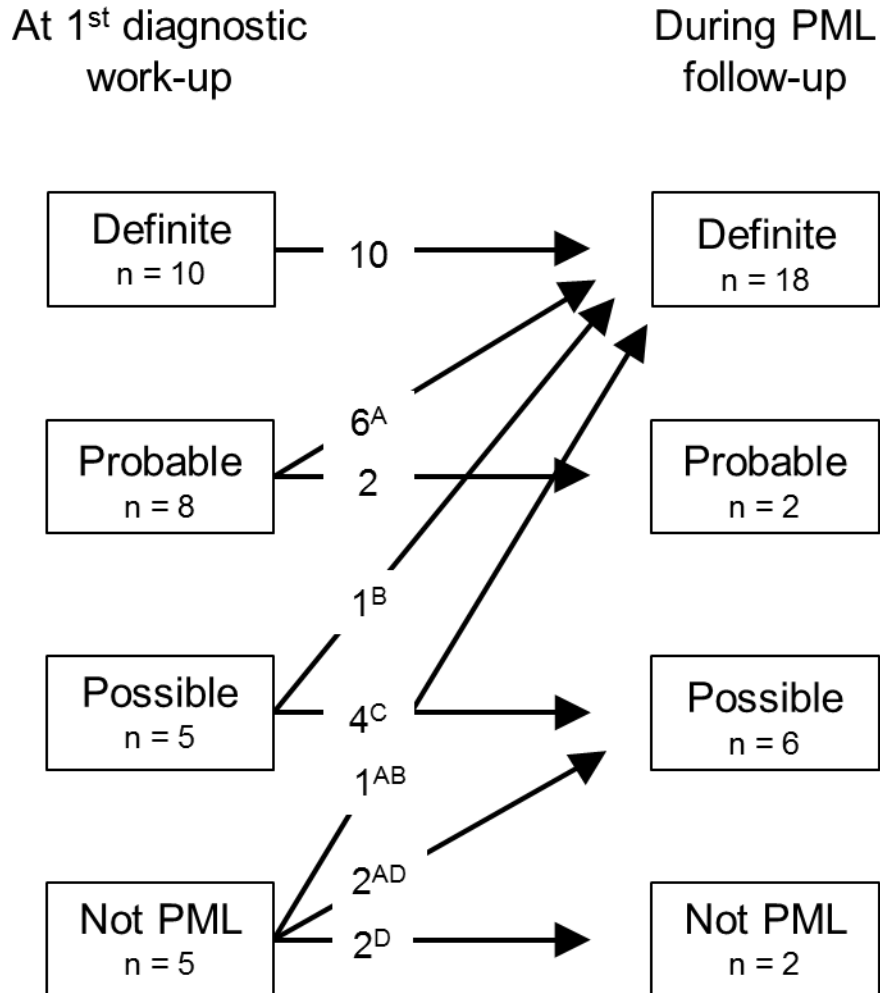 At 1st diagnostic
work-up
During PML
follow-up
Definite
n = 10
10
Definite
n = 18
6A
Probable
n = 8
2
Probable
n = 2
1B
Possible
n = 5
4C
Possible
n = 6
1AB
2AD
Not PML
n = 5
2D
Not PML
n = 2